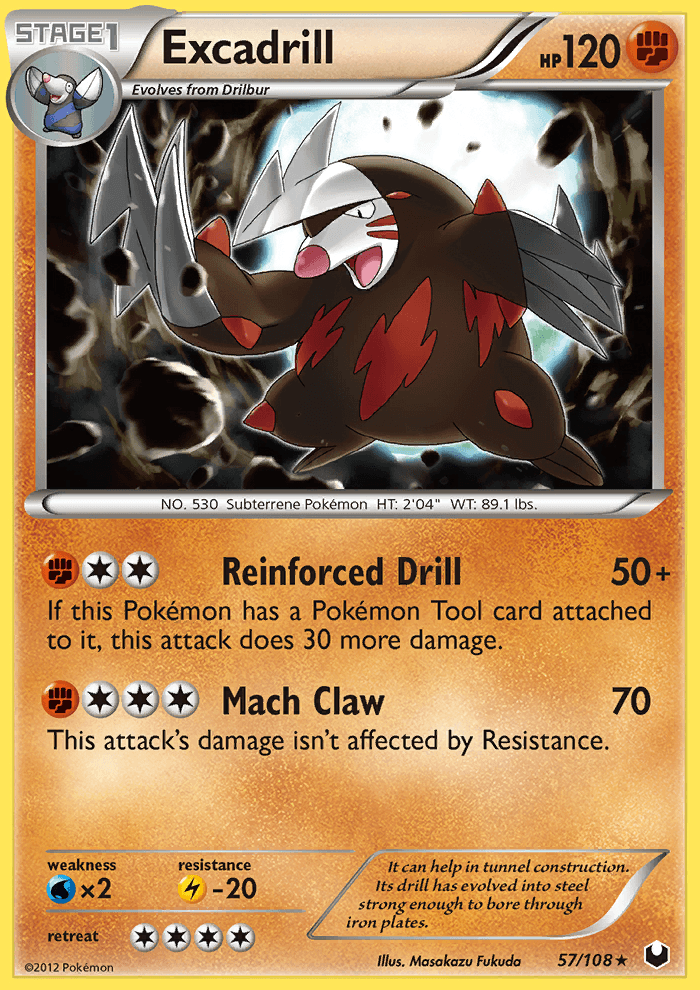 STAGE1
Excadrill
HP120
Evolves from Drilbur
NO. 530 Subterrene Pokémon HT: 2'04" WT: 89.1 lbs.
Reinforced Drill 50+
If this Pokémon has a Pokémon Tool card attached
to it, this attack does 30 more damage.
Mach Claw 70
This attack's damage isn't affected by Resistance.
weakness resistance
×2 -20
retreat
It can help in tunnel construction.
Its drill has evolved into steel
strong enough to bore through
iron plates.
©2012 Pokémon
Illus. Masakazu Fukuda 57/108★